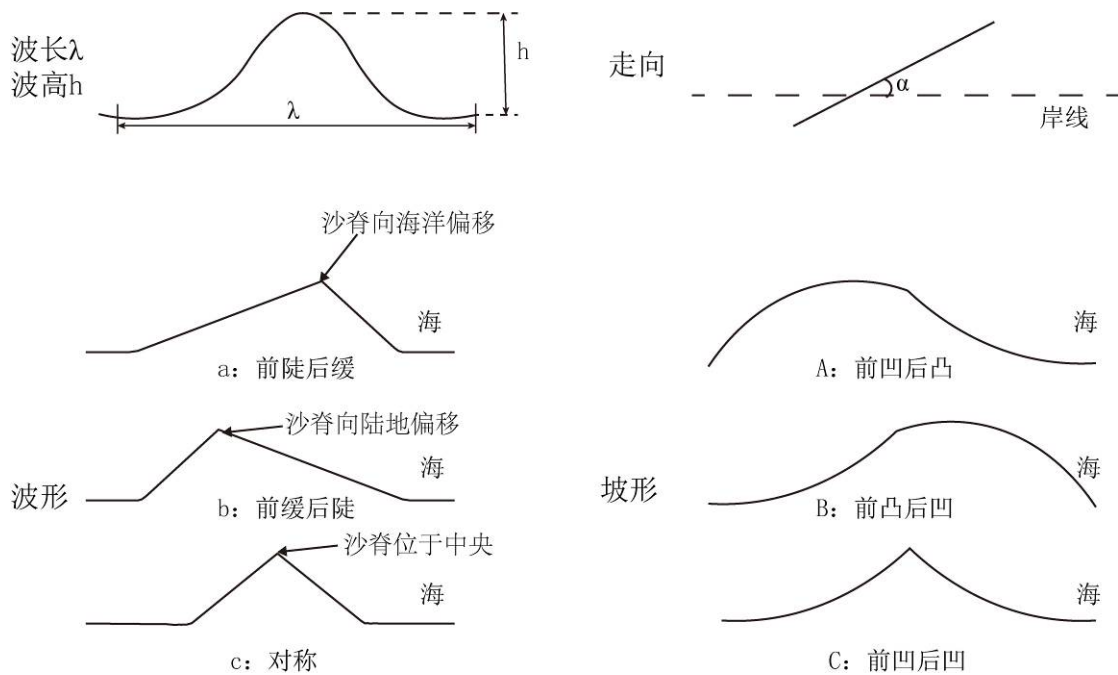 波长λ
波高h
h
λ
走向
α
岸线
沙脊向海洋偏移
海
a: 前陡后缓
海
A: 前凹后凸
沙脊向陆地偏移
海
波形
b: 前缓后陡
坡形
海
B: 前凸后凹
沙脊位于中央
海
c: 对称
海
C: 前凹后凹